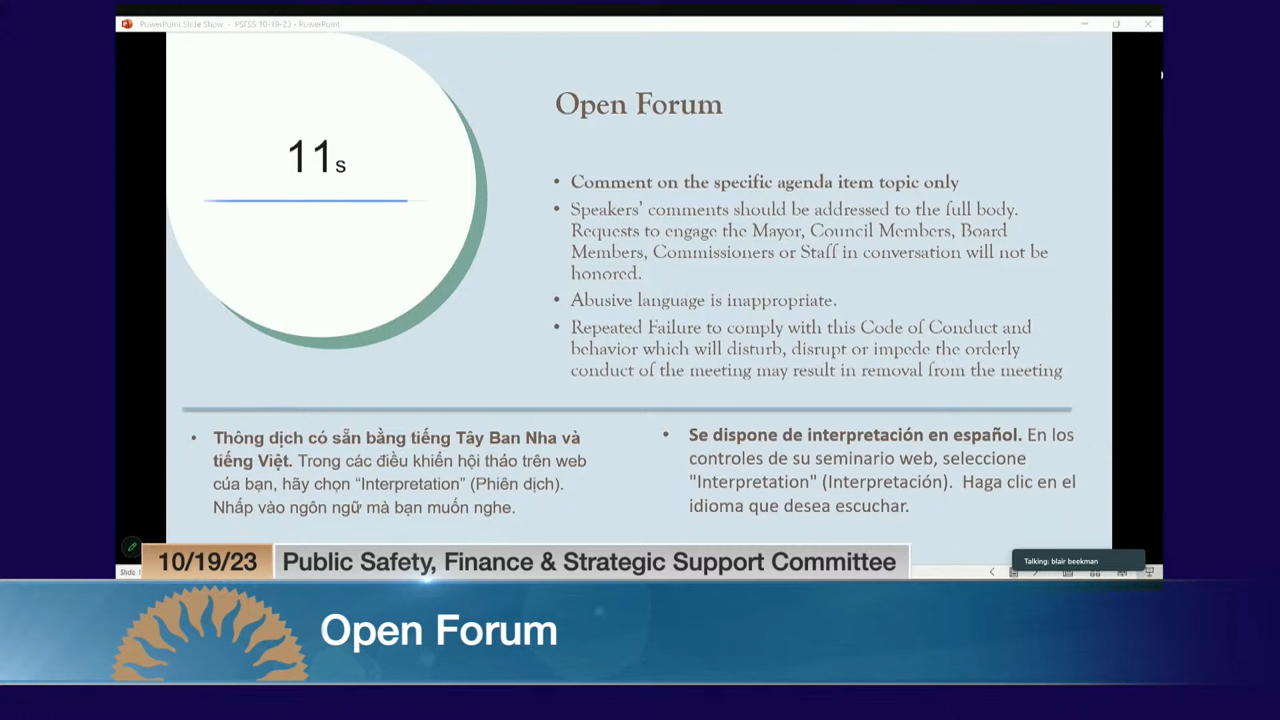 PowerPoint Slide Show - PSFSS 10-19-23 - PowerPoint
11s
Open Forum
• Comment on the specific agenda item topic only
• Speakers' comments should be addressed to the full body.
Requests to engage the Mayor, Council Members, Board
Members, Commissioners or Staff in conversation will not be
honored.
• Abusive language is inappropriate.
• Repeated Failure to comply with this Code of Conduct and
behavior which will disturb, disrupt or impede the orderly
conduct of the meeting may result in removal from the meeting
• Thông dịch có sẵn bằng tiếng Tây Ban Nha và
tiếng Việt. Trong các điều khiển hội thảo trên web
của bạn, hãy chọn “Interpretation” (Phiên dịch).
Nhấp vào ngôn ngữ mà bạn muốn nghe.
• Se dispone de interpretación en español. En los
controles de su seminario web, seleccione
"Interpretation" (Interpretación). Haga clic en el
idioma que desea escuchar.
Talking: blair beekman
Slide
10/19/23
Public Safety, Finance & Strategic Support Committee
Open Forum